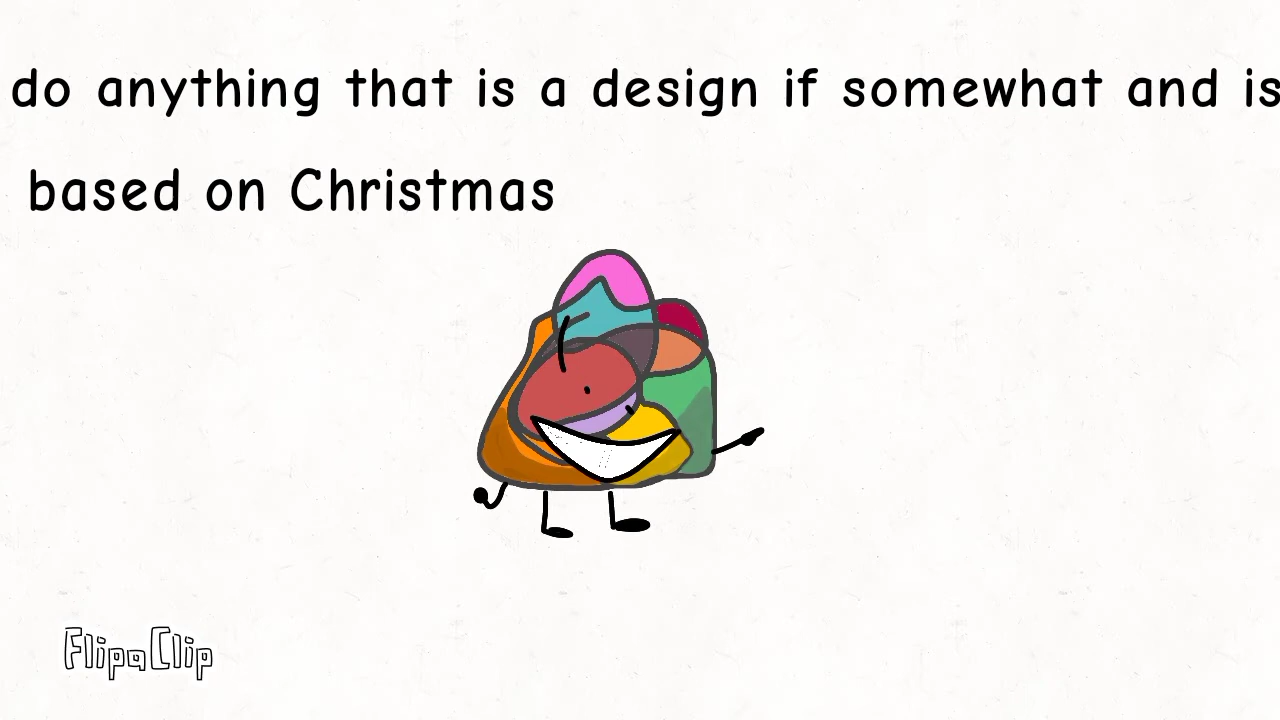 do anything that is a design if somewhat and is
based on Christmas
FlipaClip